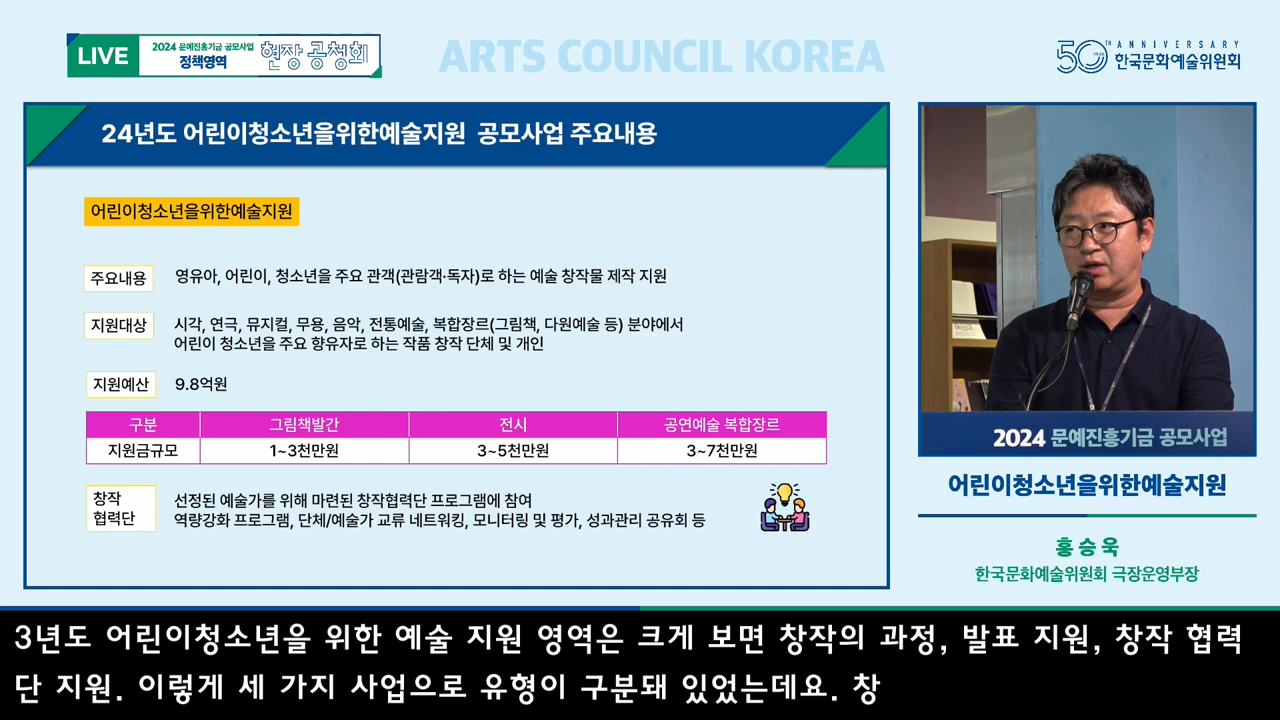 LIVE
2024 문예진흥기금 공모사업
정책영역
현장 공청회
ARTS COUNCIL KOREA
50TH ANNIVERSARY
한국문화예술위원회
24년도 어린이청소년을위한예술지원 공모사업 주요내용
어린이청소년을위한예술지원
주요내용 영유아, 어린이, 청소년을 주요 관객(관람객·독자)로 하는 예술 창작물 제작 지원
지원대상 시각, 연극, 뮤지컬, 무용, 음악, 전통예술, 복합장르(그림책, 다원예술 등) 분야에서
어린이 청소년을 주요 향유자로 하는 작품 창작 단체 및 개인
지원예산 9.8억원
구분 그림책발간 전시 공연예술 복합장르
지원금규모 1~3천만원 3~5천만원 3~7천만원
창작
협력단
선정된 예술가를 위해 마련된 창작협력단 프로그램에 참여
역량강화 프로그램, 단체/예술가 교류 네트워킹, 모니터링 및 평가, 성과관리 공유회 등
2024 문예진흥기금 공모사업
어린이청소년을위한예술지원
홍승욱
한국문화예술위원회 극장운영부장
3년도 어린이청소년을 위한 예술 지원 영역은 크게 보면 창작의 과정, 발표 지원, 창작 협력
단 지원. 이렇게 세 가지 사업으로 유형이 구분돼 있었는데요. 창